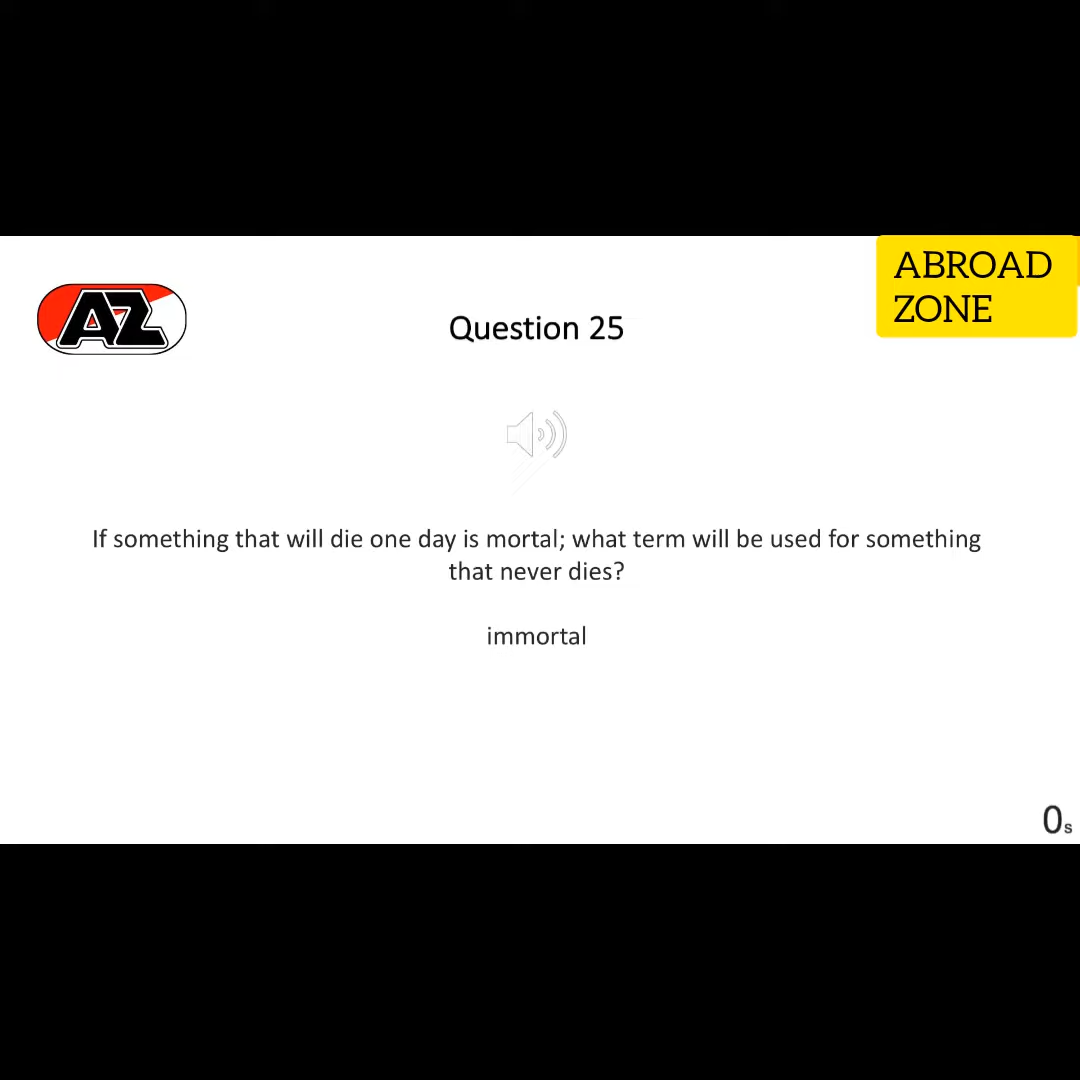 ABROAD
ZONE
AZ
Question 25
If something that will die one day is mortal; what term will be used for something
that never dies?
immortal
0s